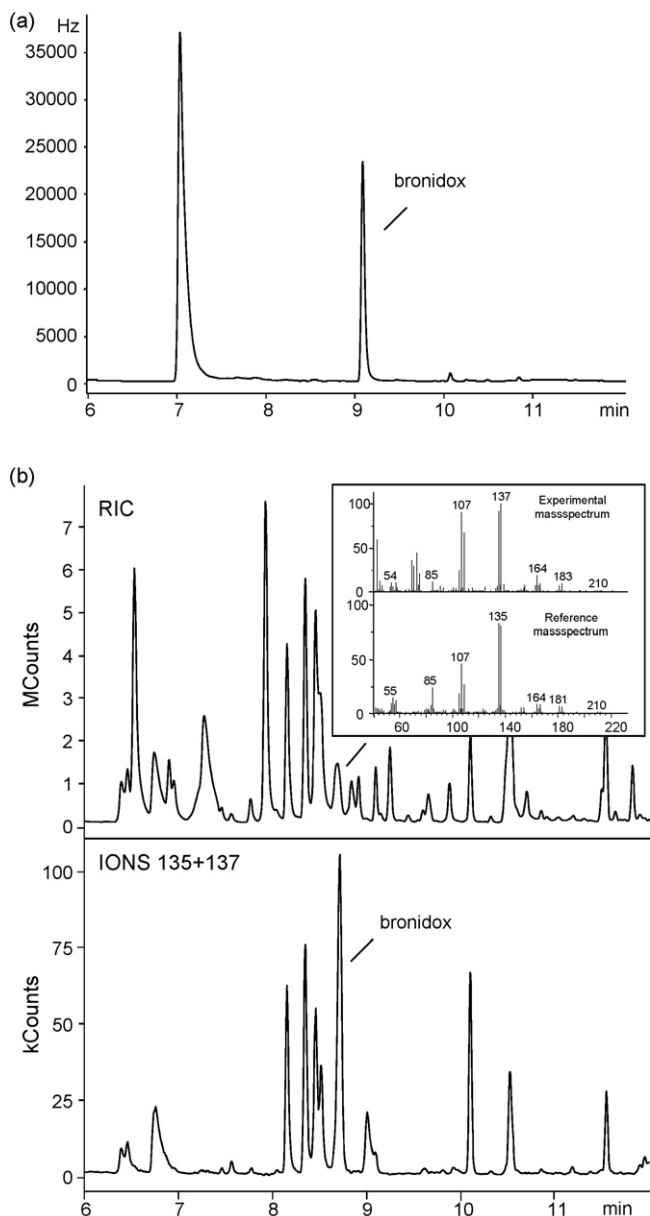 (a)
Hz
35000
30000
25000
20000
15000
10000
5000
0
bronidox
6 7 8 9 10 11 min
(b)
RIC
MCounts
7
6
5
4
3
2
1
0
100
50
0
107
137
Experimental
massspectrum
54
85
164
183
210
100
50
0
135
Reference
massspectrum
107
55
85
164
181
210
60 100 140 180 220
IONS 135+137
kCounts
100
75
50
25
0
bronidox
6 7 8 9 10 11 min